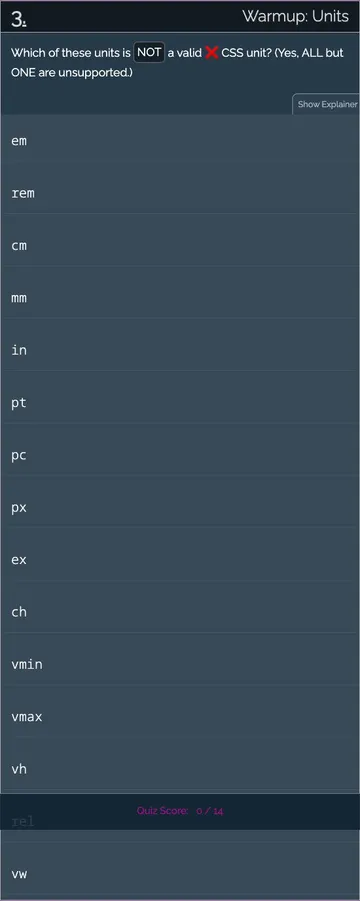 3.
Warmup: Units
Which of these units is NOT a valid ❌ CSS unit? (Yes, ALL but
ONE are unsupported.)
Show Explainer
em
rem
cm
mm
in
pt
pc
px
ex
ch
vmin
vmax
vh
Quiz Score: 0 / 14
rel
vw